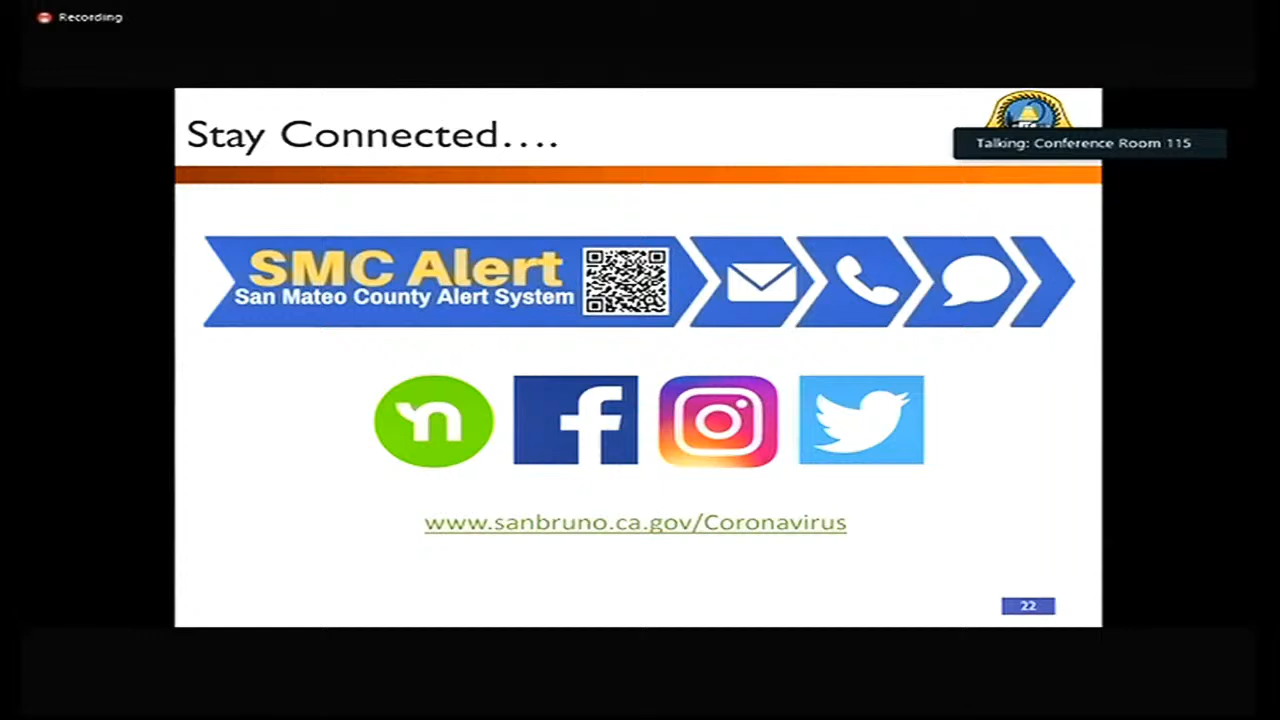 Recording
Stay Connected....
Talking: Conference Room 115
SMC Alert
San Mateo County Alert System
www.sanbruno.ca.gov/Coronavirus
22